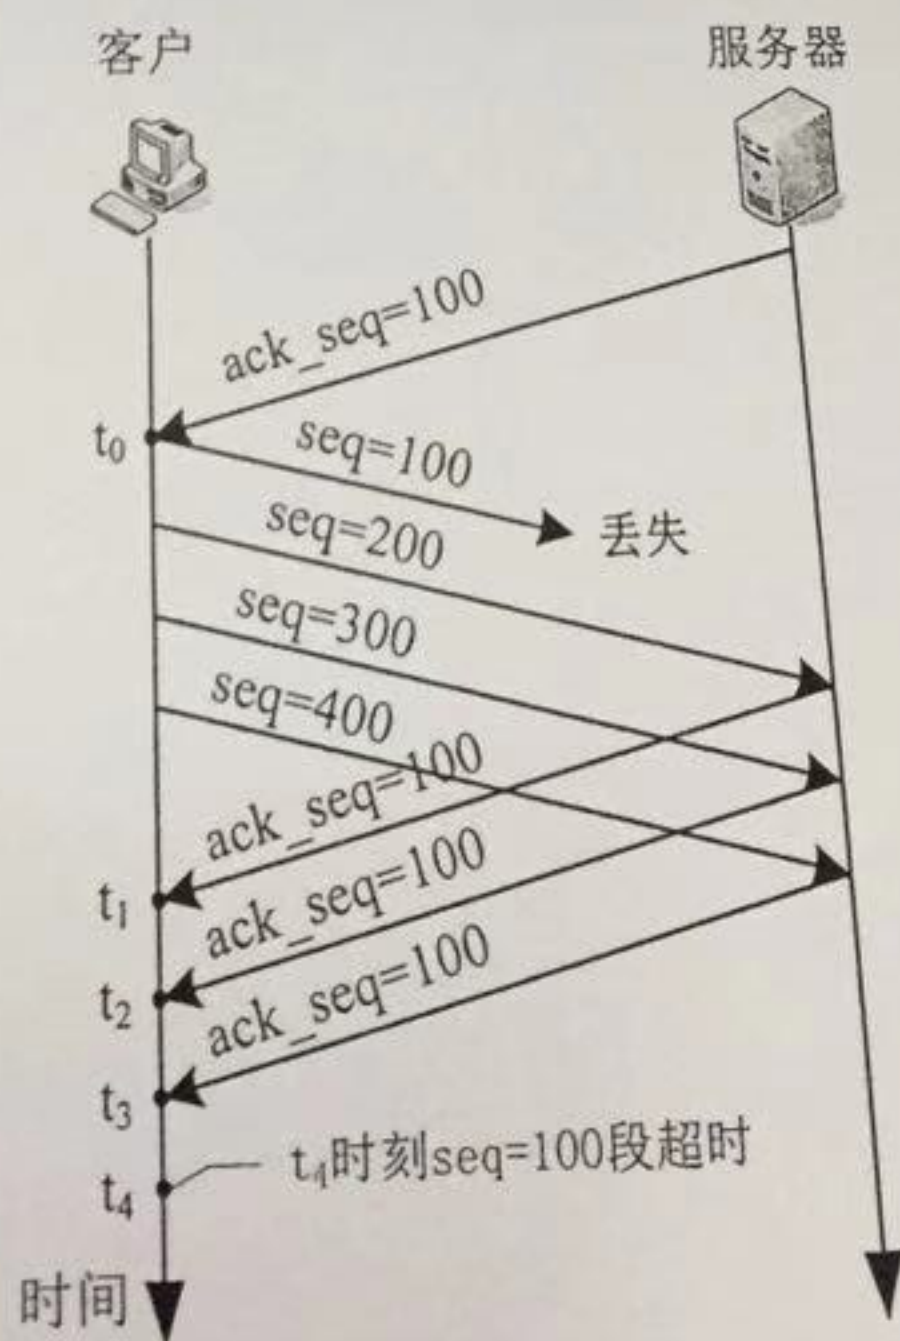 客户
服务器
ack_seq=100
t0
seq=100
丢失
seq=200
seq=300
seq=400
ack_seq=100
t1
ack_seq=100
t2
ack_seq=100
t3
t4时刻seq=100段超时
t4
时间